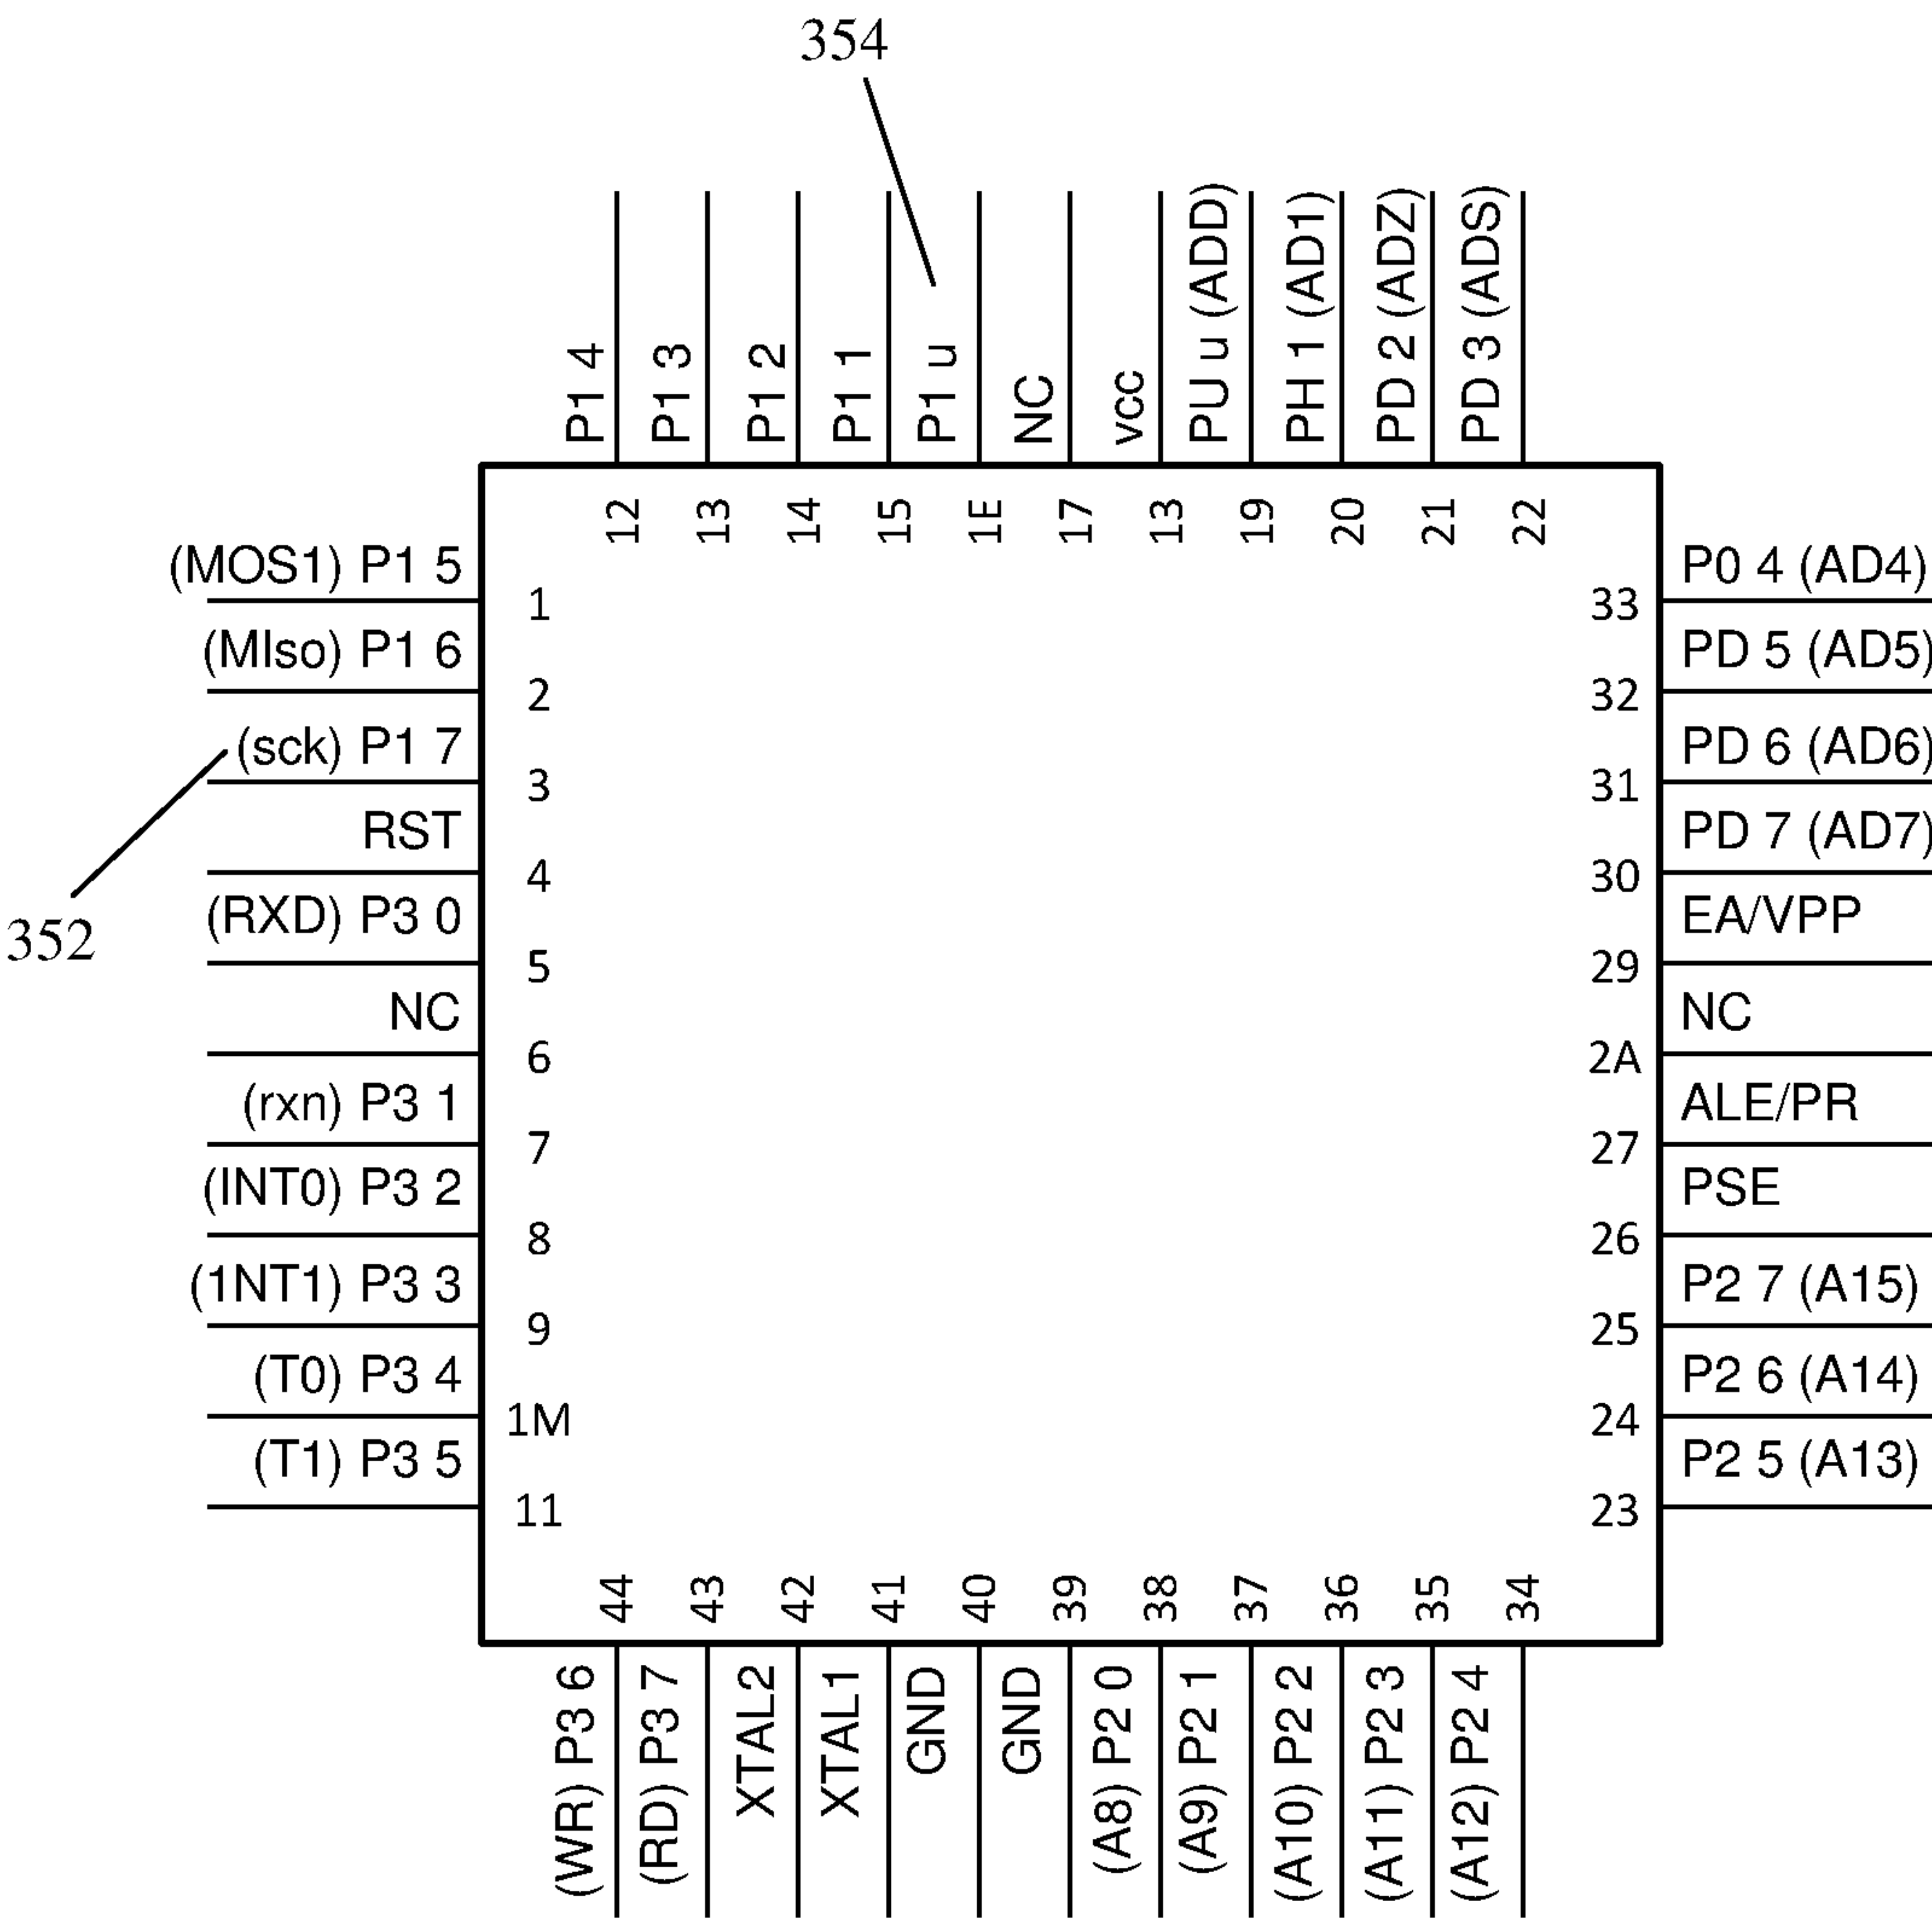 354
P1 4
P1 3
P1 2
P1 1
P1 u
NC
vcc
PU u (ADD)
PH 1 (AD1)
PD 2 (ADZ)
PD 3 (ADS)
12
13
14
15
1E
17
13
19
20
21
22
(MOS1) P1 5
1
(MIso) P1 6
2
(sck) P1 7
3
RST
4
(RXD) P3 0
352
5
NC
6
(rxn) P3 1
7
(INT0) P3 2
8
(1NT1) P3 3
9
(T0) P3 4
1M
(T1) P3 5
11
P0 4 (AD4)
33
PD 5 (AD5)
32
PD 6 (AD6)
31
PD 7 (AD7)
30
EA/VPP
29
NC
2A
ALE/PR
27
PSE
26
P2 7 (A15)
25
P2 6 (A14)
24
P2 5 (A13)
23
44
43
42
41
40
39
38
37
36
35
34
(WR) P3 6
(RD) P3 7
XTAL2
XTAL1
GND
GND
(A8) P2 0
(A9) P2 1
(A10) P2 2
(A11) P2 3
(A12) P2 4